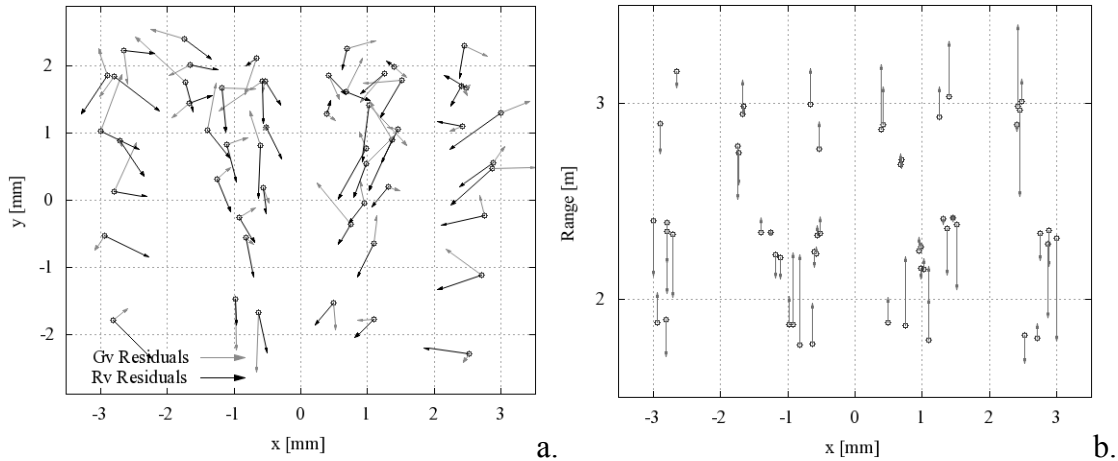 2
1
0
-1
-2
y [mm]
Gv Residuals
Rv Residuals
-3 -2 -1 0 1 2 3
x [mm]
a.
3
2
Range [m]
-3 -2 -1 0 1 2 3
x [mm]
b.